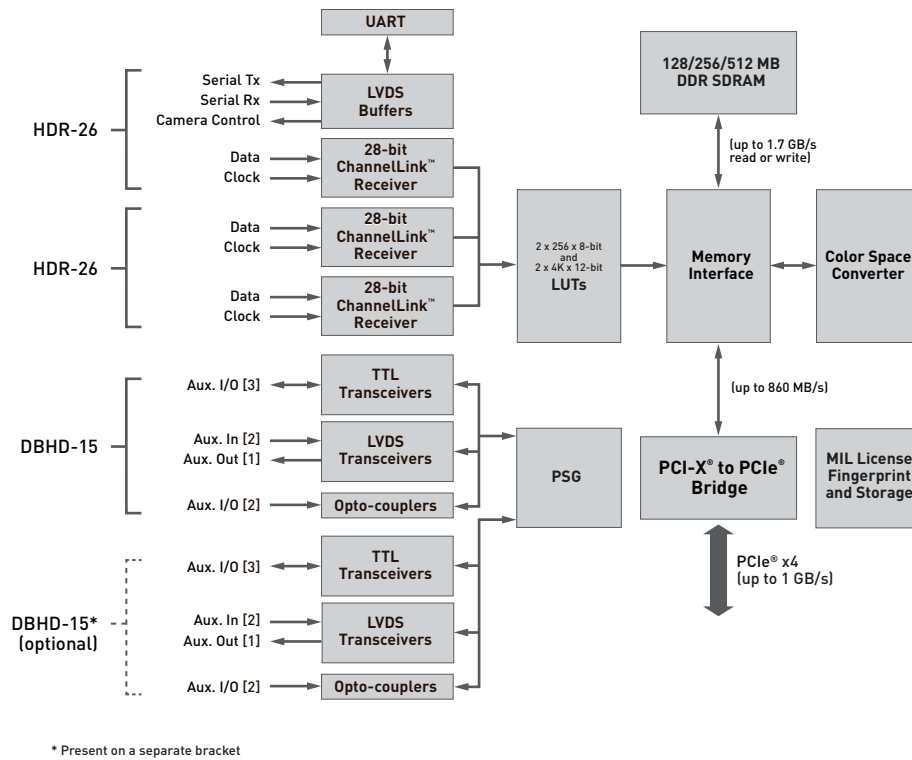 UART
Serial Tx
Serial Rx
Camera Control
LVDS
Buffers
HDR-26
Data
Clock
28-bit
ChannelLink™
Receiver
HDR-26
Data
Clock
28-bit
ChannelLink™
Receiver
Data
Clock
28-bit
ChannelLink™
Receiver
2 x 256 x 8-bit
and
2 x 4K x 12-bit
LUTs
128/256/512 MB
DDR SDRAM
(up to 1.7 GB/s
read or write)
Memory
Interface
Color Space
Converter
(up to 860 MB/s)
DBHD-15
Aux. I/O [3]
TTL
Transceivers
Aux. In [2]
Aux. Out [1]
LVDS
Transceivers
Aux. I/O [2]
Opto-couplers
PSG
PCI-X® to PCIe®
Bridge
MIL License
Fingerprint
and Storage
PCIe® x4
(up to 1 GB/s)
DBHD-15*
(optional)
Aux. I/O [3]
TTL
Transceivers
Aux. In [2]
Aux. Out [1]
LVDS
Transceivers
Aux. I/O [2]
Opto-couplers
* Present on a separate bracket